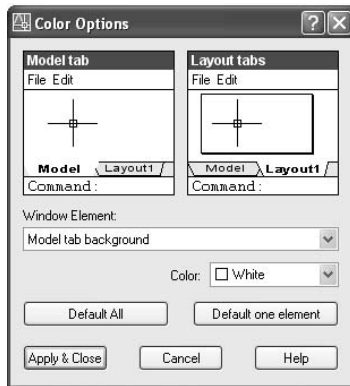 Color Options
Model tab
File Edit
Model Layout1
Command:
Layout tabs
File Edit
Model Layout1
Command:
Window Element:
Model tab background
Color: White
Default All Default one element
Apply & Close Cancel Help